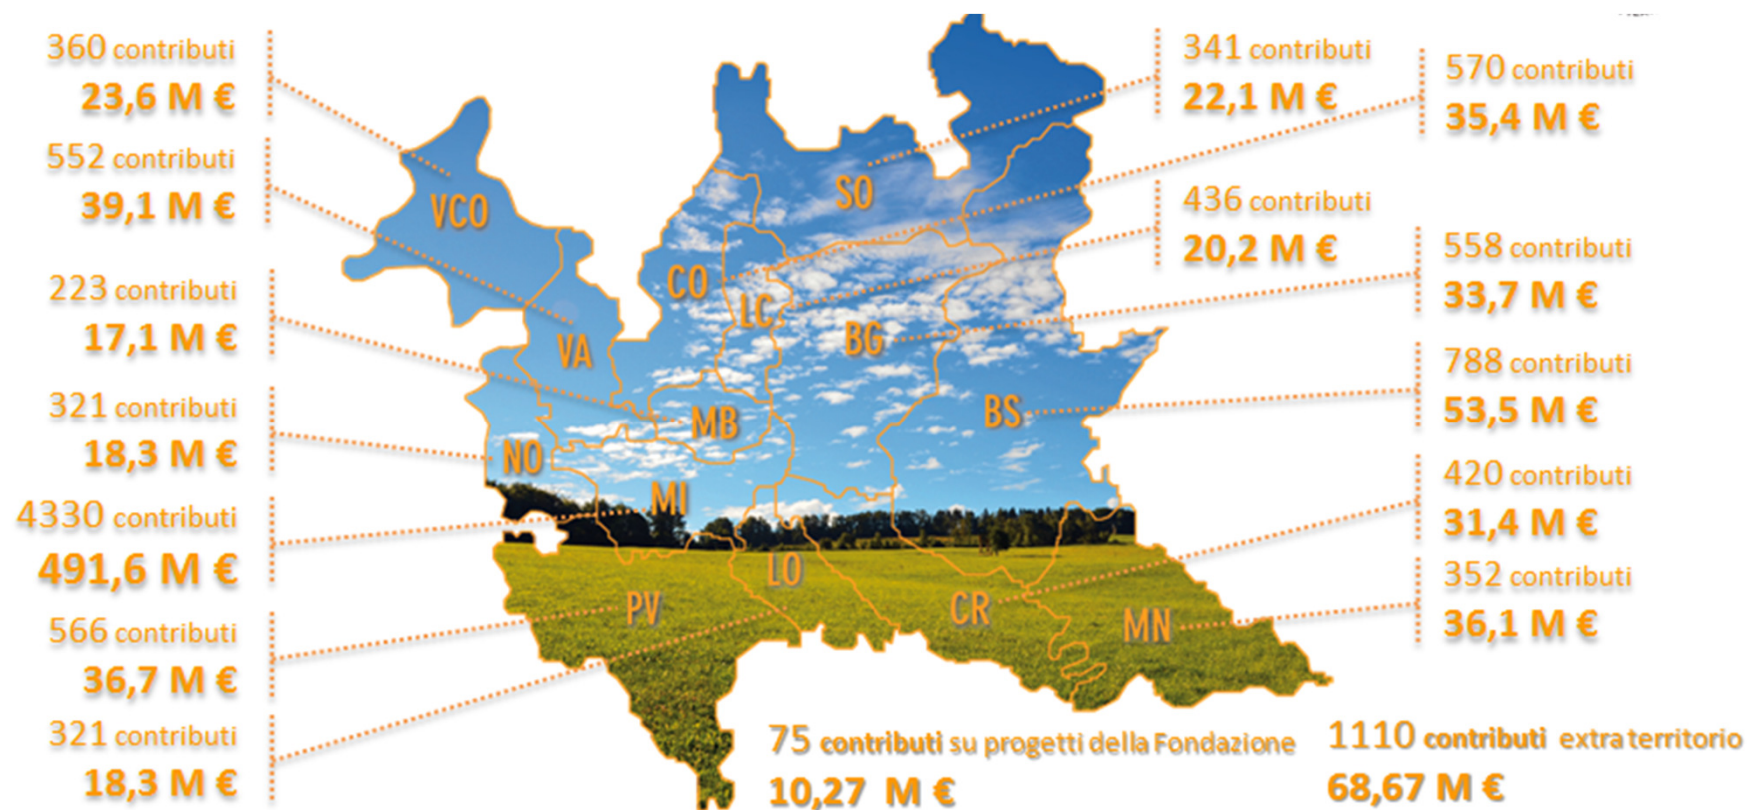 360 contributi
23,6 M €
552 contributi
39,1 M €
223 contributi
17,1 M €
321 contributi
18,3 M €
4330 contributi
491,6 M €
566 contributi
36,7 M €
321 contributi
18,3 M €
VCO
SO
CO
LC
BG
VA
MB
BS
NO
MI
LO
PV
CR
MN
341 contributi
22,1 M €
570 contributi
35,4 M €
436 contributi
20,2 M €
558 contributi
33,7 M €
788 contributi
53,5 M €
420 contributi
31,4 M €
352 contributi
36,1 M €
75 contributi su progetti della Fondazione
10,27 M €
1110 contributi extra territorio
68,67 M €